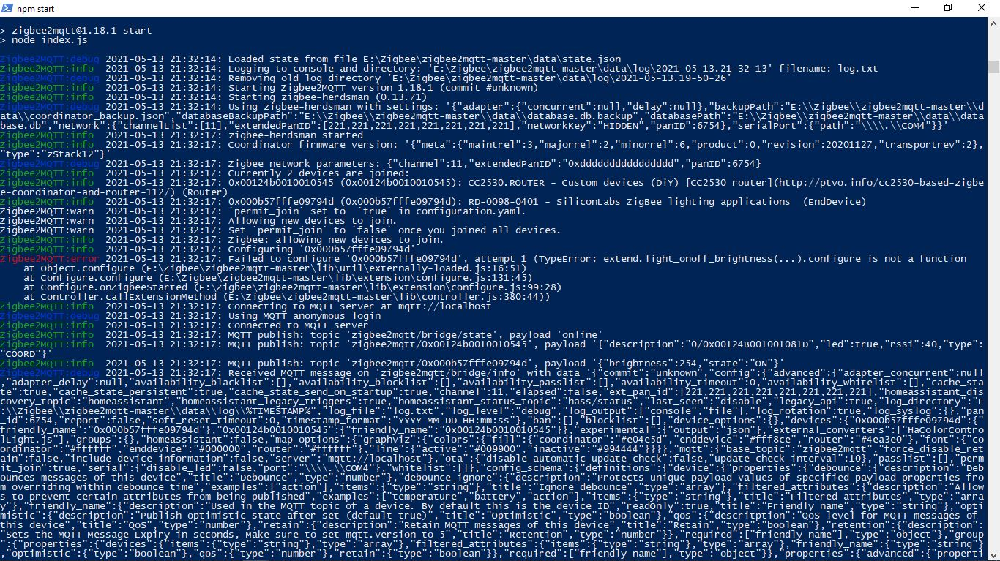 npm start
> zigbee2mqtt@1.18.1 start
> node index.js
Zigbee2MQTT:debug 2021-05-13 21:32:14: Loaded state from file E:\Zigbee\zigbee2mqtt-master\data\state.json
Zigbee2MQTT:info  2021-05-13 21:32:14: Logging to console and directory: 'E:\Zigbee\zigbee2mqtt-master\data\log\2021-05-13.21-32-13' filename: log.txt
Zigbee2MQTT:debug 2021-05-13 21:32:14: Removing old log directory 'E:\Zigbee\zigbee2mqtt-master\data\log\2021-05-13.19-50-26'
Zigbee2MQTT:info  2021-05-13 21:32:14: Starting Zigbee2MQTT version 1.18.1 (commit #unknown)
Zigbee2MQTT:info  2021-05-13 21:32:14: Starting zigbee-herdsman (0.13.71)
Zigbee2MQTT:debug 2021-05-13 21:32:14: Using zigbee-herdsman with settings: '{"adapter":{"concurrent":null,"delay":null},"backupPath":"E:\\Zigbee\\zigbee2mqtt-master\\d
ata\\coordinator_backup.json","databaseBackupPath":"E:\\Zigbee\\zigbee2mqtt-master\\data\\database.db.backup","databasePath":"E:\\Zigbee\\zigbee2mqtt-master\\data\\data
base.db","network":{"channelList":[11],"extendedPanID":[221,221,221,221,221,221,221,221],"networkKey":"HIDDEN","panID":6754},"serialPort":{"path":"\\\\.\\COM4"}}'
Zigbee2MQTT:info  2021-05-13 21:32:17: zigbee-herdsman started
Zigbee2MQTT:info  2021-05-13 21:32:17: Coordinator firmware version: '{"meta":{"maintrel":3,"majorrel":2,"minorrel":6,"product":0,"revision":20201127,"transportrev":2},
"type":"zStack12"}'
Zigbee2MQTT:debug 2021-05-13 21:32:17: Zigbee network parameters: {"channel":11,"extendedPanID":"0xdddddddddddddddd","panID":6754}
Zigbee2MQTT:info  2021-05-13 21:32:17: Currently 2 devices are joined:
Zigbee2MQTT:info  2021-05-13 21:32:17: 0x00124b0010010545 (0x00124b0010010545): CC2530.ROUTER - Custom devices (DiY) [CC2530 router](http://ptvo.info/cc2530-based-zigbe
e-coordinator-and-router-112/) (Router)
Zigbee2MQTT:info  2021-05-13 21:32:17: 0x000b57fffe09794d (0x000b57fffe09794d): RD-0098-0401 - SiliconLabs ZigBee lighting applications  (EndDevice)
Zigbee2MQTT:warn  2021-05-13 21:32:17: `permit_join` set to  `true` in configuration.yaml.
Zigbee2MQTT:warn  2021-05-13 21:32:17: Allowing new devices to join.
Zigbee2MQTT:warn  2021-05-13 21:32:17: Set `permit_join` to `false` once you joined all devices.
Zigbee2MQTT:info  2021-05-13 21:32:17: Zigbee: allowing new devices to join.
Zigbee2MQTT:info  2021-05-13 21:32:17: Configuring '0x000b57fffe09794d'
Zigbee2MQTT:error 2021-05-13 21:32:17: Failed to configure '0x000b57fffe09794d', attempt 1 (TypeError: extend.light_onoff_brightness(...).configure is not a function
    at Object.configure (E:\Zigbee\zigbee2mqtt-master\lib\util\externally-loaded.js:16:51)
    at Configure.configure (E:\Zigbee\zigbee2mqtt-master\lib\extension\configure.js:131:45)
    at Configure.onZigbeeStarted (E:\Zigbee\zigbee2mqtt-master\lib\extension\configure.js:99:28)
    at Controller.callExtensionMethod (E:\Zigbee\zigbee2mqtt-master\lib\controller.js:380:44))
Zigbee2MQTT:info  2021-05-13 21:32:17: Connecting to MQTT server at mqtt://localhost
Zigbee2MQTT:debug 2021-05-13 21:32:17: Using MQTT anonymous login
Zigbee2MQTT:info  2021-05-13 21:32:17: Connected to MQTT server
Zigbee2MQTT:info  2021-05-13 21:32:17: MQTT publish: topic 'zigbee2mqtt/bridge/state', payload 'online'
Zigbee2MQTT:info  2021-05-13 21:32:17: MQTT publish: topic 'zigbee2mqtt/0x00124b0010010545', payload '{"description":"0/0x00124B001001081D","led":true,"rssi":40,"type":
"COORD"}'
Zigbee2MQTT:info  2021-05-13 21:32:17: MQTT publish: topic 'zigbee2mqtt/0x000b57fffe09794d', payload '{"brightness":254,"state":"ON"}'
Zigbee2MQTT:debug 2021-05-13 21:32:17: Received MQTT message on 'zigbee2mqtt/bridge/info' with data '{"commit":"unknown","config":{"advanced":{"adapter_concurrent":null
,"adapter_delay":null,"availability_blacklist":[],"availability_blocklist":[],"availability_passlist":[],"availability_timeout":0,"availability_whitelist":[],"cache_sta
te":true,"cache_state_persistent":true,"cache_state_send_on_startup":true,"channel":11,"elapsed":false,"ext_pan_id":[221,221,221,221,221,221,221,221],"homeassistant_dis
covery_topic":"homeassistant","homeassistant_legacy_triggers":true,"homeassistant_status_topic":"hass/status","last_seen":"disable","legacy_api":true,"log_directory":"E
:\\zigbee\\zigbee2mqtt-master\\data\\log\\%TIMESTAMP%","log_file":"log.txt","log_level":"debug","log_output":["console","file"],"log_rotation":true,"log_syslog":{},"pan
_id":6754,"report":false,"soft_reset_timeout":0,"timestamp_format":"YYYY-MM-DD HH:mm:ss"},"ban":[],"blocklist":[],"device_options":{},"devices":{"0x000b57fffe09794d":{"
friendly_name":"0x000b57fffe09794d"},"0x00124b0010010545":{"friendly_name":"0x00124b0010010545"}},"experimental":{"output":"json"},"external_converters":["HaColorContro
lLight.js"],"groups":{},"homeassistant":false,"map_options":{"graphviz":{"colors":{"fill":{"coordinator":"#e04e5d","enddevice":"#fff8ce","router":"#4ea3e0"},"font":{"co
ordinator":"#ffffff","enddevice":"#000000","router":"#ffffff"},"line":{"active":"#009900","inactive":"#994444"}}}},"mqtt":{"base_topic":"zigbee2mqtt","force_disable_ret
ain":false,"include_device_information":false,"server":"mqtt://localhost"},"ota":{"disable_automatic_update_check":false,"update_check_interval":10},"passlist":[],"perm
it_join":true,"serial":{"disable_led":false,"port":"\\\\.\\COM4"},"whitelist":[]},"config_schema":{"definitions":{"device":{"properties":{"debounce":{"description":"Deb
ounces messages of this device","title":"Debounce","type":"number"},"debounce_ignore":{"description":"Protects unique payload values of specified payload properties fro
m overriding within debounce time","examples":["action"],"items":{"type":"string"},"title":"Ignore debounce","type":"array"},"filtered_attributes":{"description":"Allow
s to prevent certain attributes from being published","examples":["temperature","battery","action"],"items":{"type":"string"},"title":"Filtered attributes","type":"arra
y"},"friendly_name":{"description":"Used in the MQTT topic of a device. By default this is the device ID","readOnly":true,"title":"Friendly name","type":"string"},"opti
mistic":{"description":"Publish optimistic state after set (default true)","title":"Optimistic","type":"boolean"},"qos":{"description":"QoS level for MQTT messages of
this device","title":"QoS","type":"number"},"retain":{"description":"Retain MQTT messages of this device","title":"Retain","type":"boolean"},"retention":{"description":
"Sets the MQTT Message Expiry in seconds, Make sure to set mqtt.version to 5","title":"Retention","type":"number"}},"required":["friendly_name"],"type":"object"},"group
":{"properties":{"devices":{"items":{"type":"string"},"type":"array"},"filtered_attributes":{"items":{"type":"string"},"type":"array"},"friendly_name":{"type":"string"}
,"optimistic":{"type":"boolean"},"qos":{"type":"number"},"retain":{"type":"boolean"}},"required":["friendly_name"],"type":"object"}},"properties":{"advanced":{"properti